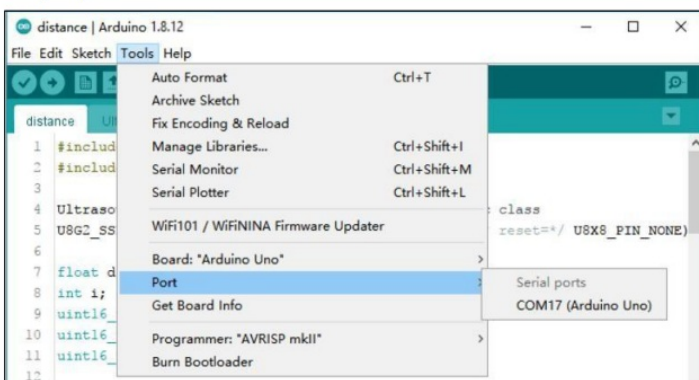 distance | Arduino 1.8.12
File Edit Sketch Tools Help
Auto Format Ctrl+T
Archive Sketch
Fix Encoding & Reload
Manage Libraries... Ctrl+Shift+I
Serial Monitor Ctrl+Shift+M
Serial Plotter Ctrl+Shift+L
WiFi101 / WiFiNINA Firmware Updater
Board: "Arduino Uno"
Port
Get Board Info
Programmer: "AVRISP mkII"
Burn Bootloader
Serial ports
COM17 (Arduino Uno)
distance Ul
1 #includ
2 #includ
3
4 Ultraso class
5 U8G2_SS reset=*/ U8X8_PIN_NONE)
6
7 float d
8 int i;
9 uint16_
10 uint16_
11 uint16_
12